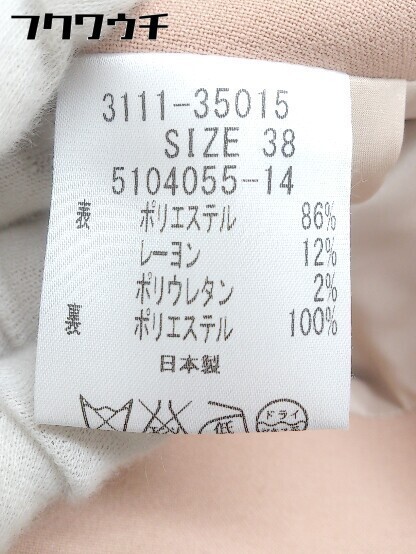 フクワウチ
3111-35015
SIZE 38
5104055-14
表 ポリエステル 86%
レーヨン 12%
ポリウレタン 2%
裏 ポリエステル 100%
日本製
低 ドライ